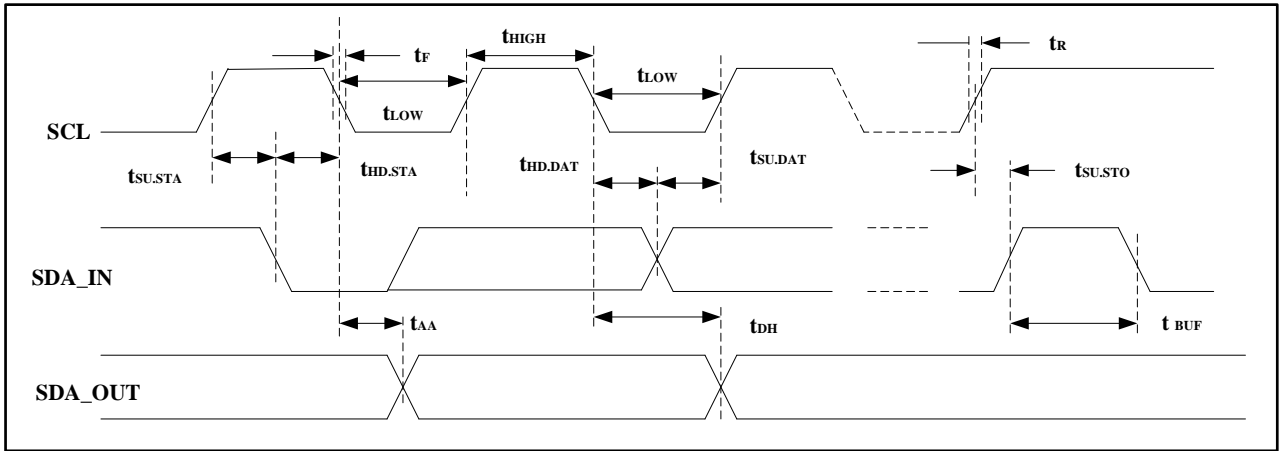 tF
tHIGH
tR
tLOW
tLOW
SCL
tSU.STA
tHD.STA
tHD.DAT
tSU.DAT
tSU.STO
SDA_IN
tAA
tDH
t BUF
SDA_OUT